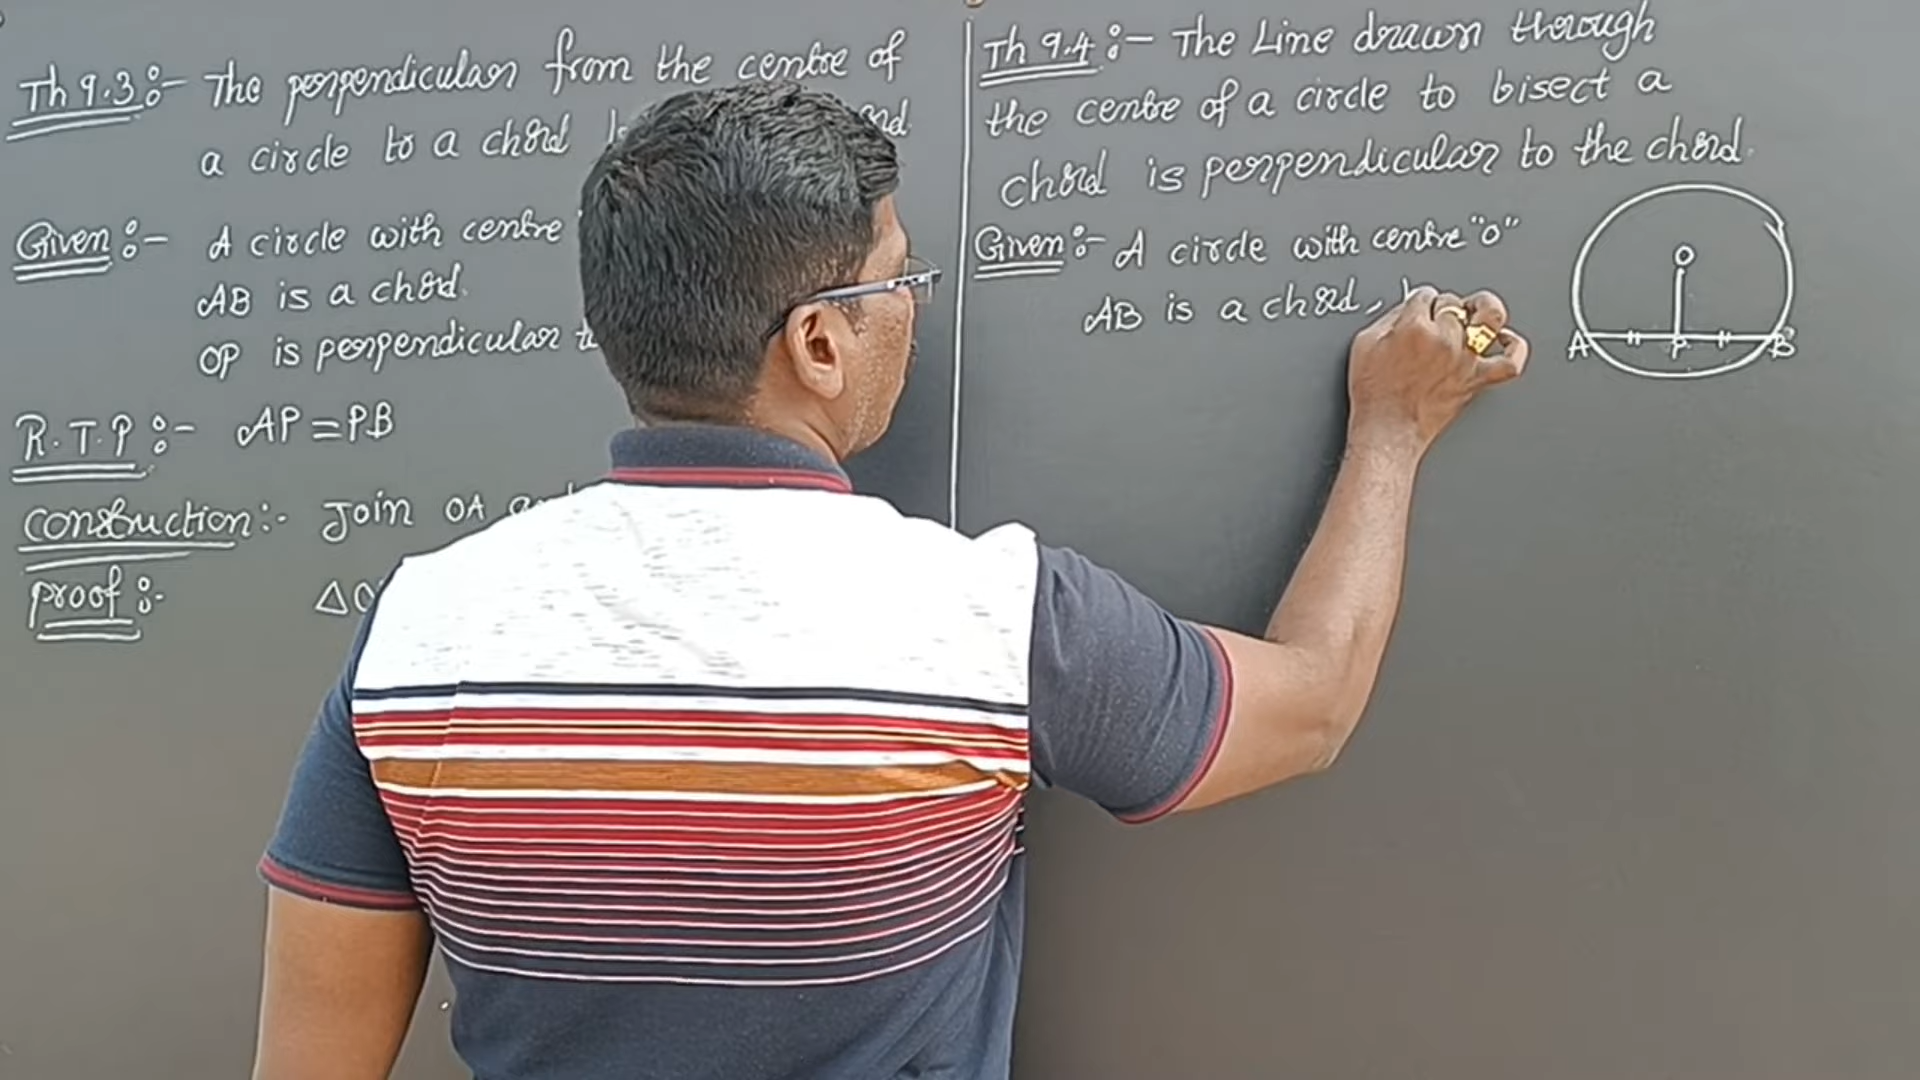 Th 9.3 :- The perpendicular from the centre of
a circle to a chord
Given :- A circle with centre
AB is a chord.
OP is perpendicular
R.T.P :- AP = PB
construction :- Join OA
proof :-
Th 9.4 :- The Line drawn through
the centre of a circle to bisect a
chord is perpendicular to the chord.
Given :- A circle with centre "O"
AB is a chord,
O
A P B